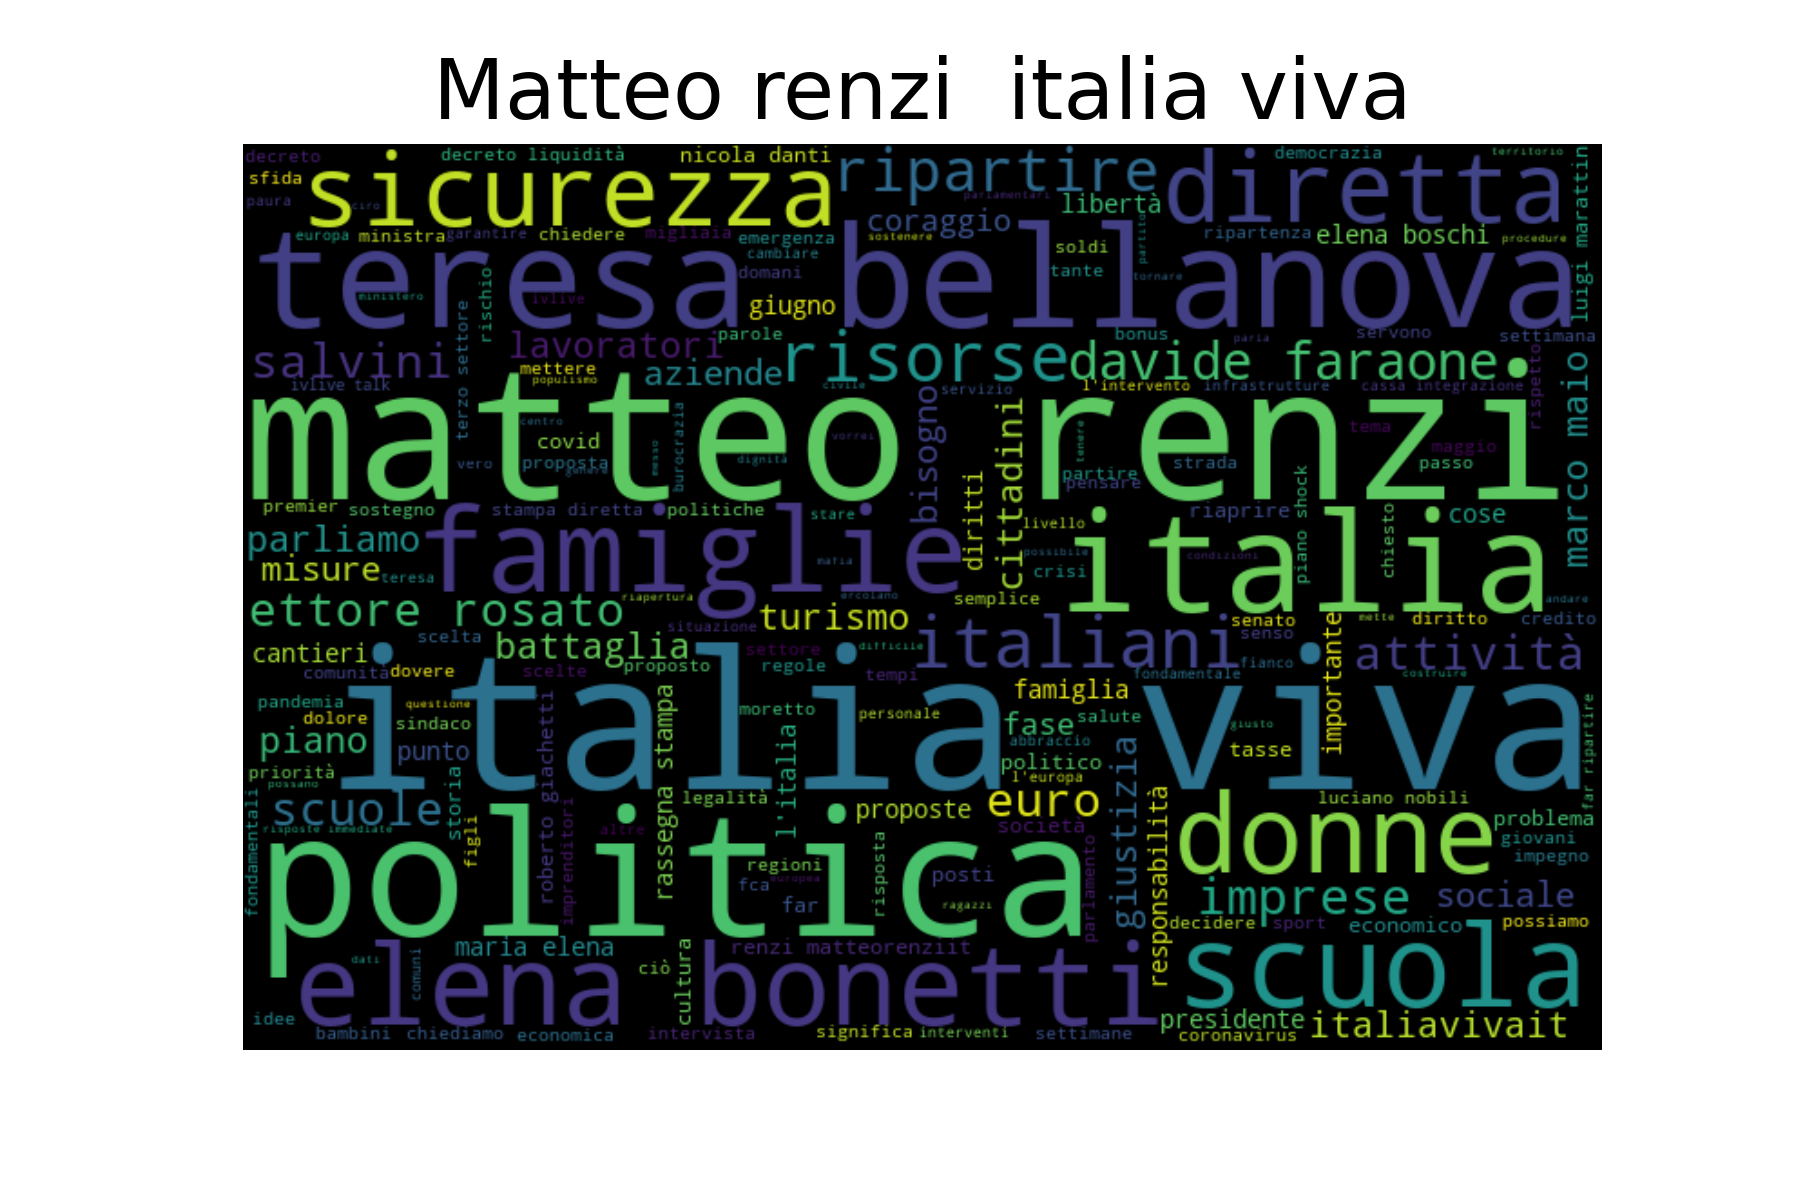 Matteo renzi  italia viva
decreto
decreto liquidità
nicola danti
ripartire
democrazia
territorio
sfida
sicurezza
diretta
luigi marattin
paura
ciro
parlamentari
libertà
coraggio
europa
ministra
garantire
chiedere
migliaia
emergenza
sostenere
soldi
partito
ripartenza
elena boschi
procedure
teresa bellanova
cambiare
domani
tante
tornare
ministero
ivlive
rischio
giugno
terzo settore
lavoratori
parole
risorse
bonus
paria
servono
settimana
salvini
davide faraone
rispetto
marco maio
mettere
aziende
ivlive talk
populismo
civile
servizio
l'intervento
infrastrutture
cassa integrazione
matteo renzi
centro
covid
burocrazia
vorrei
bisogno
cittadini
tenere
tema
maggio
vero
proposta
genere
messo
dignità
diritti
partire
pensare
strada
passo
piano shock
premier
sostegno
stampa diretta
politiche
stare
livello
riaprire
chiesto
cose
parliamo
famiglie
italia
misure
teresa
mafia
possibile
crisi
condizioni
ettore rosato
riapertura
ercolano
semplice
andare
turismo
situazione
italiani
senato
senso
importante
mette
diritto
credito
scelta
battaglia
settore
difficile
cantieri
comunità
dovere
scelte
proposto
regole
tempi
fondamentale
fianco
attività
costruire
italia viva
pandemia
questione
roberto giachetti
rassegna stampa
moretto
personale
famiglia
dolore
sindaco
fase
salute
giusto
far ripartire
piano
punto
l'italia
abbraccio
giustizia
tasse
priorità
possano
storia
politico
l'europa
responsabilità
fondamentali
scuole
figli
imprenditori
legalità
proposte
euro
luciano nobili
risposte immediate
altre
società
donne
problema
politica
regioni
risposta
parlamento
giovani
fca
europea
posti
impegno
far
ragazzi
imprese
sociale
maria elena
cultura
renzi matteorenziit
decidere
sport
economico
possiamo
elena bonetti
dati
comuni
ciò
scuola
idee
bambini
chiediamo
economica
intervista
significa
interventi
settimane
presidente
coronavirus
italiavivait